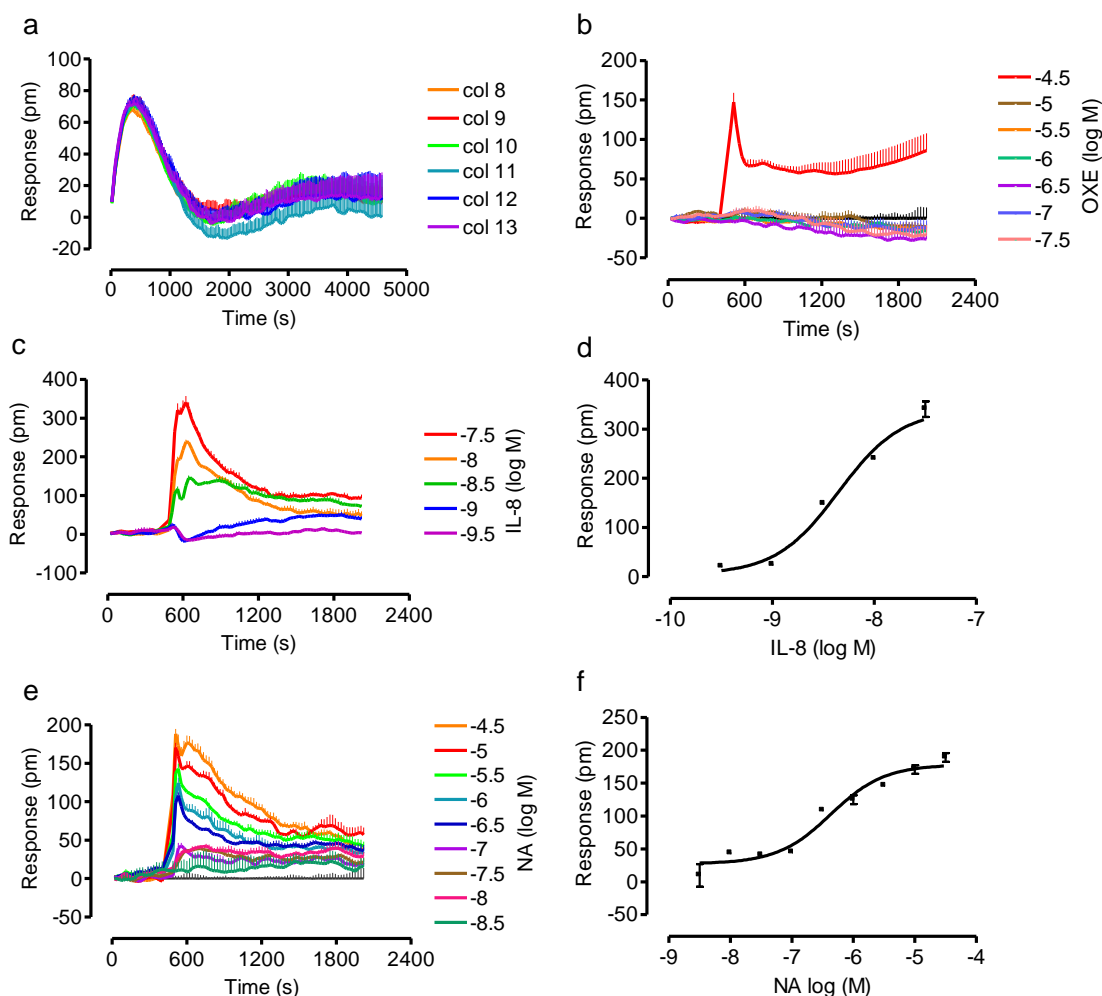 a
100
80
60
40
20
0
-20
Response (pm)
0 1000 2000 3000 4000 5000
Time (s)
col 8
col 9
col 10
col 11
col 12
col 13
b
200
150
100
50
0
-50
Response (pm)
0 600 1200 1800 2400
Time (s)
-4.5
-5
-5.5
-6
-6.5
-7
-7.5
OXE (log M)
c
400
300
200
100
0
-100
Response (pm)
0 600 1200 1800 2400
Time (s)
-7.5
-8
-8.5
-9
-9.5
IL-8 (log M)
d
400
300
200
100
0
Response (pm)
-10 -9 -8 -7
IL-8 (log M)
e
200
150
100
50
0
-50
Response (pm)
0 600 1200 1800 2400
Time (s)
-4.5
-5
-5.5
-6
-6.5
-7
-7.5
-8
-8.5
NA (log M)
f
250
200
150
100
50
0
-50
Response (pm)
-9 -8 -7 -6 -5 -4
NA log (M)